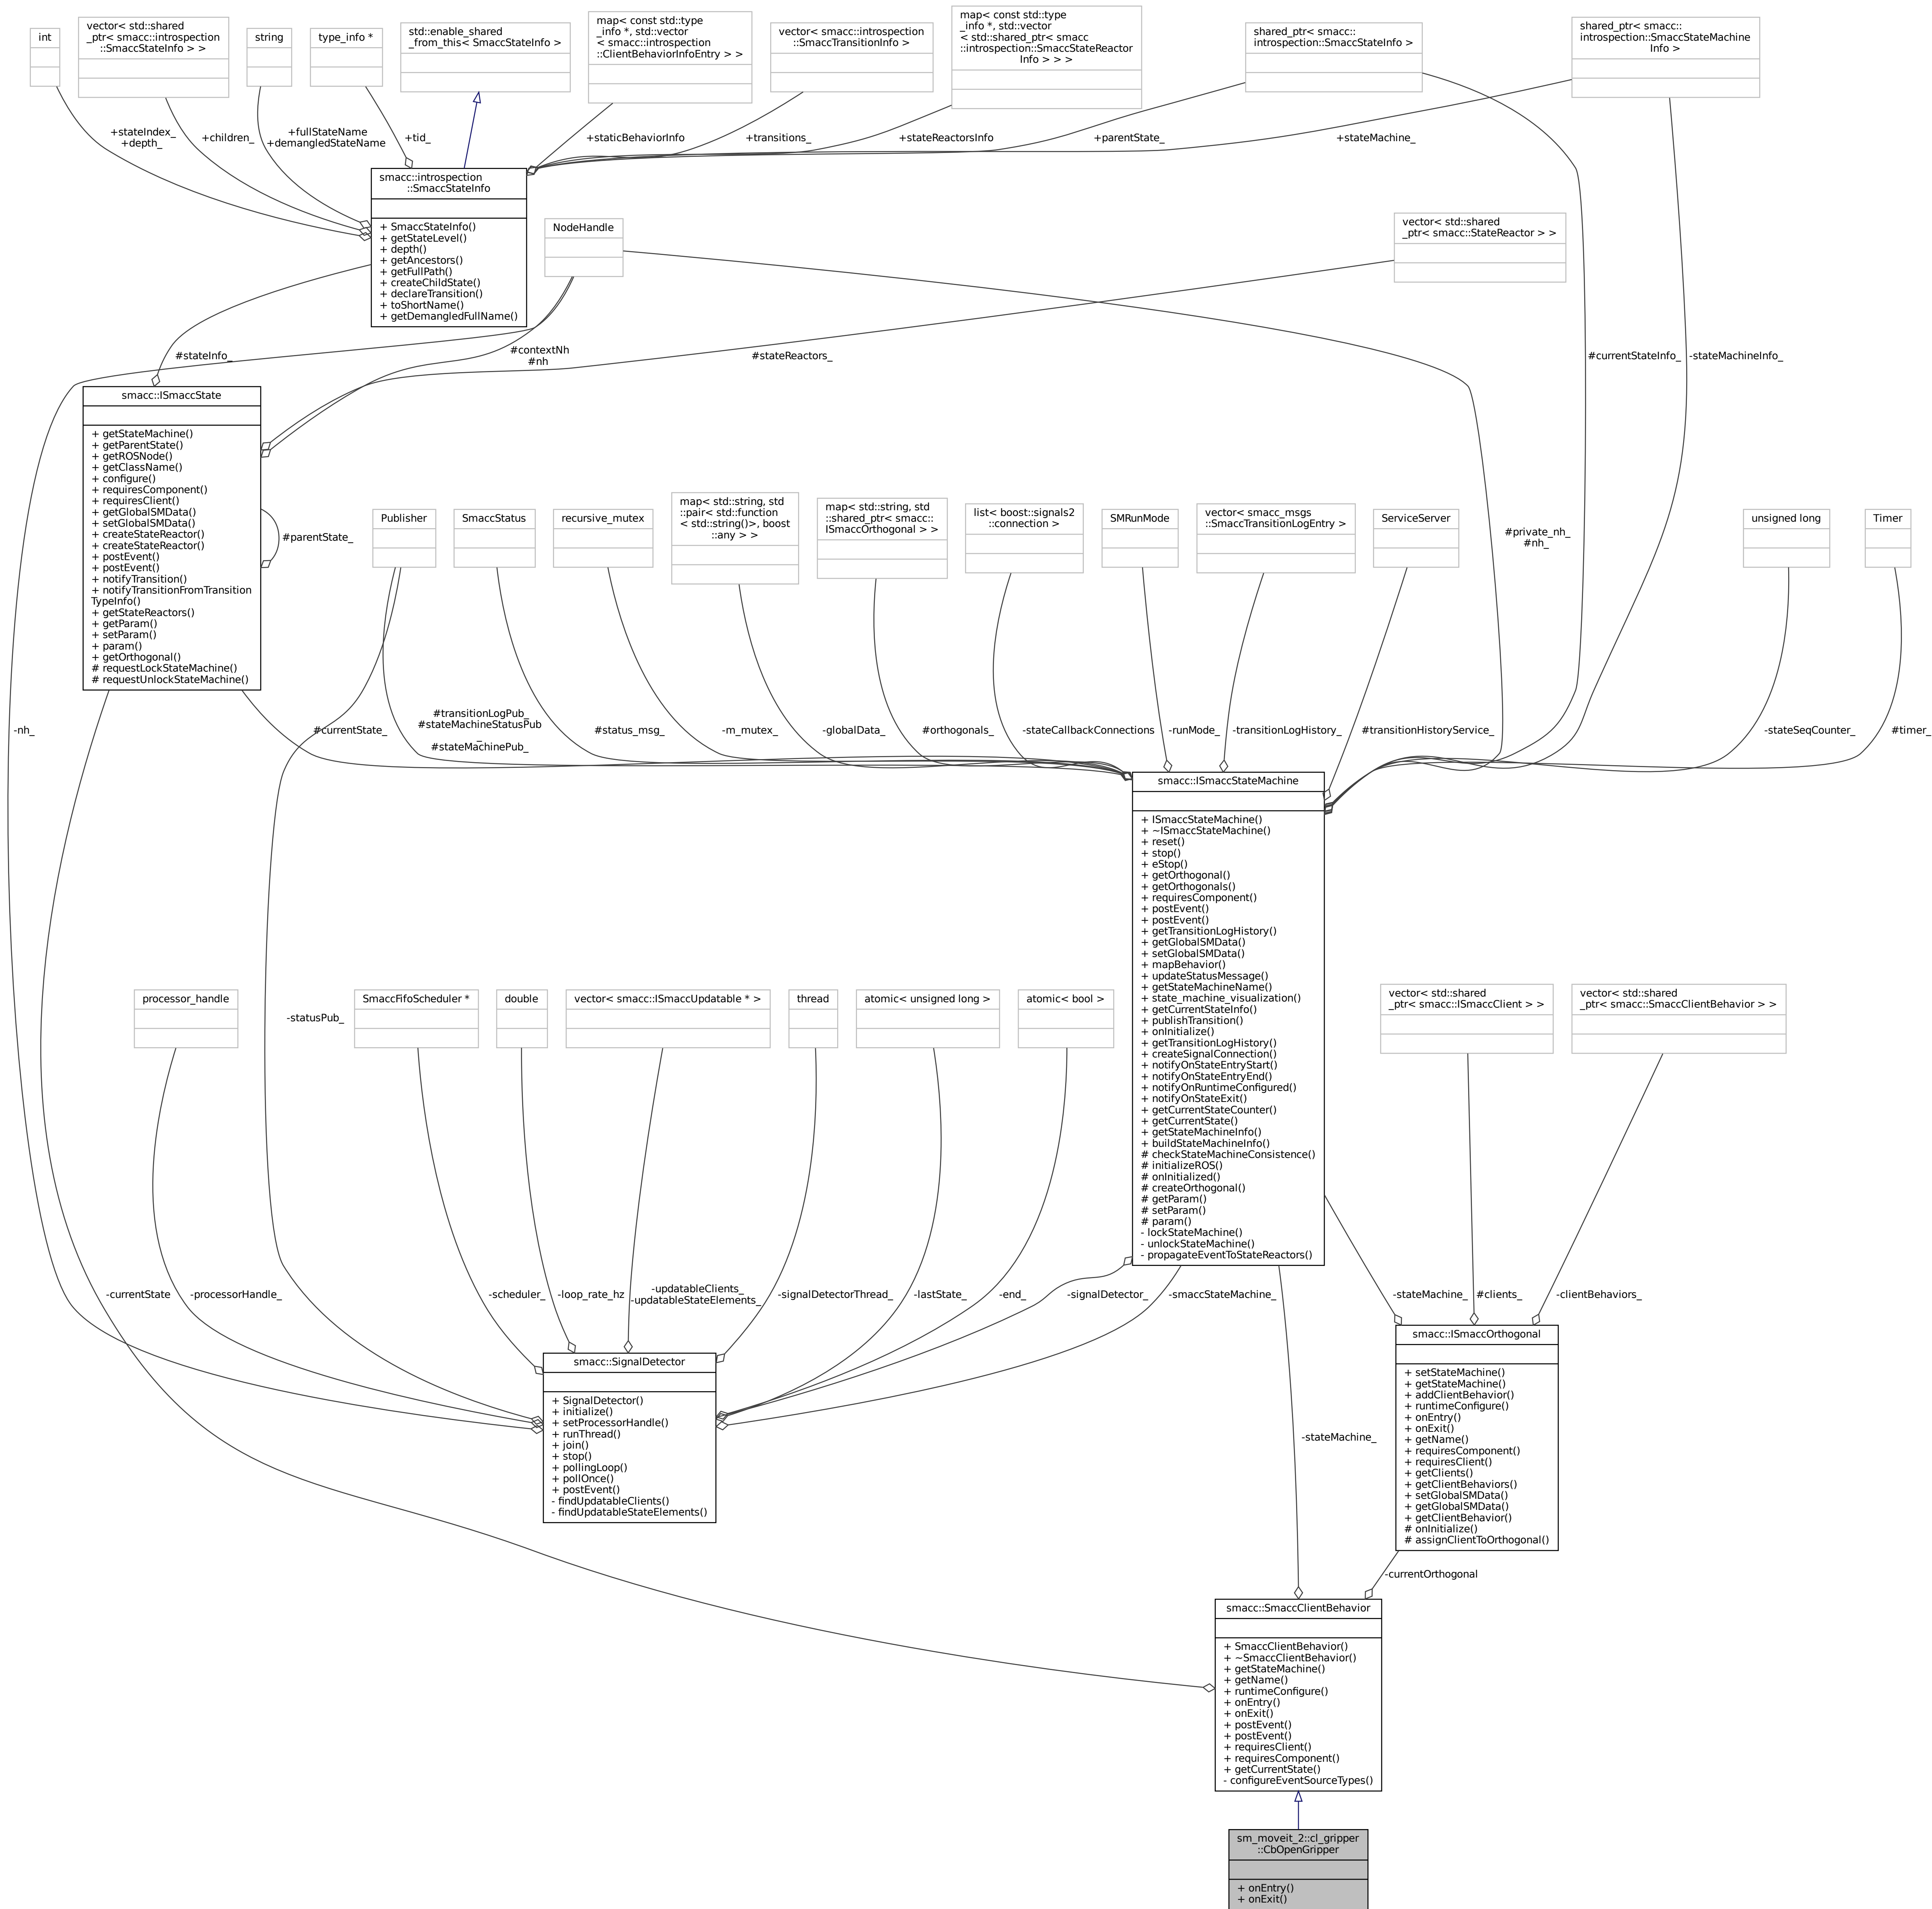 int
vector< std::shared
_ptr< smacc::introspection
::SmaccStateInfo > >
string
type_info *
std::enable_shared
_from_this< SmaccStateInfo >
map< const std::type
_info *, std::vector
< smacc::introspection
::ClientBehaviorInfoEntry > >
vector< smacc::introspection
::SmaccTransitionInfo >
map< const std::type
_info *, std::vector
< std::shared_ptr< smacc
::introspection::SmaccStateReactor
Info > > >
shared_ptr< smacc::
introspection::SmaccStateInfo >
shared_ptr< smacc::
introspection::SmaccStateMachine
Info >
+stateIndex_
+depth_
+children_
+fullStateName
+demangledStateName
+tid_
+staticBehaviorInfo
+transitions_
+stateReactorsInfo
+parentState_
+stateMachine_
smacc::introspection
::SmaccStateInfo
+ SmaccStateInfo()
+ getStateLevel()
+ depth()
+ getAncestors()
+ getFullPath()
+ createChildState()
+ declareTransition()
+ toShortName()
+ getDemangledFullName()
NodeHandle
vector< std::shared
_ptr< smacc::StateReactor > >
#stateInfo_
#contextNh
#nh
#stateReactors_
#currentStateInfo_
-stateMachineInfo_
smacc::ISmaccState
+ getStateMachine()
+ getParentState()
+ getROSNode()
+ getClassName()
+ configure()
+ requiresComponent()
+ requiresClient()
+ getGlobalSMData()
+ setGlobalSMData()
+ createStateReactor()
+ createStateReactor()
+ postEvent()
+ postEvent()
+ notifyTransition()
+ notifyTransitionFromTransition
TypeInfo()
+ getStateReactors()
+ getParam()
+ setParam()
+ param()
+ getOrthogonal()
# requestLockStateMachine()
# requestUnlockStateMachine()
#parentState_
Publisher
SmaccStatus
recursive_mutex
map< std::string, std
::pair< std::function
< std::string()>, boost
::any > >
map< std::string, std
::shared_ptr< smacc::
ISmaccOrthogonal > >
list< boost::signals2
::connection >
SMRunMode
vector< smacc_msgs
::SmaccTransitionLogEntry >
ServiceServer
#private_nh_
#nh_
unsigned long
Timer
-nh_
#currentState_
#transitionLogPub_
#stateMachineStatusPub
_
#stateMachinePub_
#status_msg_
-m_mutex_
-globalData_
#orthogonals_
-stateCallbackConnections
-runMode_
-transitionLogHistory_
#transitionHistoryService_
-stateSeqCounter_
#timer_
smacc::ISmaccStateMachine
+ ISmaccStateMachine()
+ ~ISmaccStateMachine()
+ reset()
+ stop()
+ eStop()
+ getOrthogonal()
+ getOrthogonals()
+ requiresComponent()
+ postEvent()
+ postEvent()
+ getTransitionLogHistory()
+ getGlobalSMData()
+ setGlobalSMData()
+ mapBehavior()
+ updateStatusMessage()
+ getStateMachineName()
+ state_machine_visualization()
+ getCurrentStateInfo()
+ publishTransition()
+ onInitialize()
+ getTransitionLogHistory()
+ createSignalConnection()
+ notifyOnStateEntryStart()
+ notifyOnStateEntryEnd()
+ notifyOnRuntimeConfigured()
+ notifyOnStateExit()
+ getCurrentStateCounter()
+ getCurrentState()
+ getStateMachineInfo()
+ buildStateMachineInfo()
# checkStateMachineConsistence()
# initializeROS()
# onInitialized()
# createOrthogonal()
# getParam()
# setParam()
# param()
- lockStateMachine()
- unlockStateMachine()
- propagateEventToStateReactors()
processor_handle
-statusPub_
SmaccFifoScheduler *
double
vector< smacc::ISmaccUpdatable * >
thread
atomic< unsigned long >
atomic< bool >
vector< std::shared
_ptr< smacc::ISmaccClient > >
vector< std::shared
_ptr< smacc::SmaccClientBehavior > >
-currentState
-processorHandle_
-scheduler_
-loop_rate_hz
-updatableClients_
-updatableStateElements_
-signalDetectorThread_
-lastState_
-end_
-signalDetector_
-smaccStateMachine_
-stateMachine_
#clients_
-clientBehaviors_
smacc::SignalDetector
+ SignalDetector()
+ initialize()
+ setProcessorHandle()
+ runThread()
+ join()
+ stop()
+ pollingLoop()
+ pollOnce()
+ postEvent()
- findUpdatableClients()
- findUpdatableStateElements()
-stateMachine_
smacc::ISmaccOrthogonal
+ setStateMachine()
+ getStateMachine()
+ addClientBehavior()
+ runtimeConfigure()
+ onEntry()
+ onExit()
+ getName()
+ requiresComponent()
+ requiresClient()
+ getClients()
+ getClientBehaviors()
+ setGlobalSMData()
+ getGlobalSMData()
+ getClientBehavior()
# onInitialize()
# assignClientToOrthogonal()
-currentOrthogonal
smacc::SmaccClientBehavior
+ SmaccClientBehavior()
+ ~SmaccClientBehavior()
+ getStateMachine()
+ getName()
+ runtimeConfigure()
+ onEntry()
+ onExit()
+ postEvent()
+ postEvent()
+ requiresClient()
+ requiresComponent()
+ getCurrentState()
- configureEventSourceTypes()
sm_moveit_2::cl_gripper
::CbOpenGripper
+ onEntry()
+ onExit()